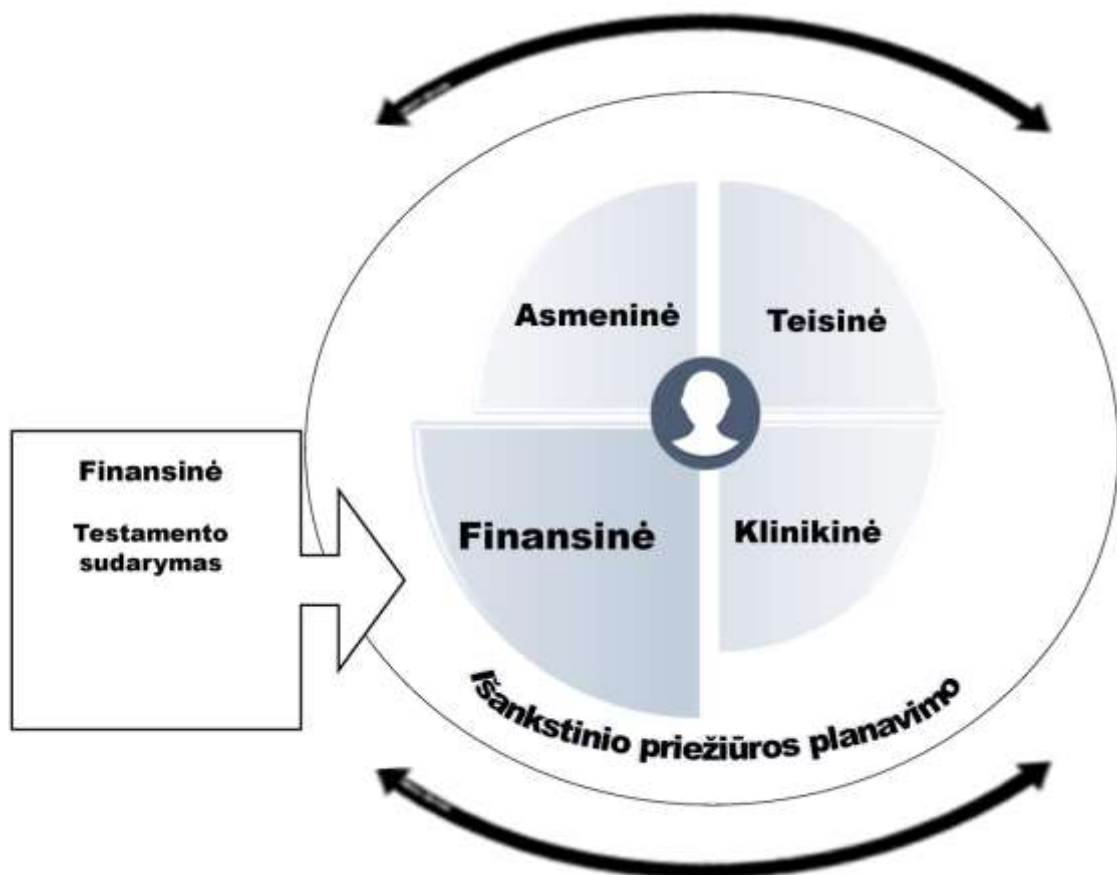 Asmeninė
Teisinė
Finansinė
Testamento
sudarymas
Finansinė
Klinikinė
Išankstinio priežiūros planavimo